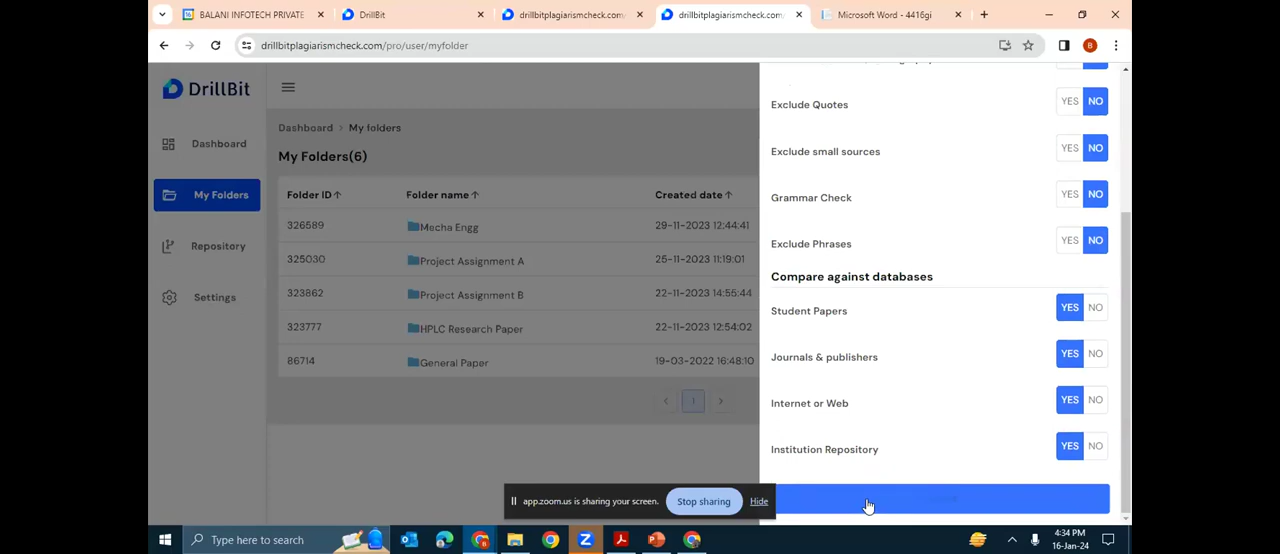 BALANI INFOTECH PRIVATE
DrillBit
drillbitplagiarismcheck.com/
drillbitplagiarismcheck.com/
Microsoft Word - 4416gi
drillbitplagiarismcheck.com/pro/user/myfolder
B
DrillBit
Dashboard
My Folders
Repository
Settings
Dashboard > My folders
My Folders(6)
Folder ID Folder name Created date
326589 Mecha Engg 29-11-2023 12:44:41
325030 Project Assignment A 25-11-2023 11:19:01
323862 Project Assignment B 22-11-2023 14:55:44
323777 HPLC Research Paper 22-11-2023 12:54:02
86714 General Paper 19-03-2022 16:48:10
1
Exclude Quotes YES NO
Exclude small sources YES NO
Grammar Check YES NO
Exclude Phrases YES NO
Compare against databases
Student Papers YES NO
Journals & publishers YES NO
Internet or Web YES NO
Institution Repository YES NO
app.zoom.us is sharing your screen. Stop sharing Hide
Type here to search
4:34 PM
16-Jan-24